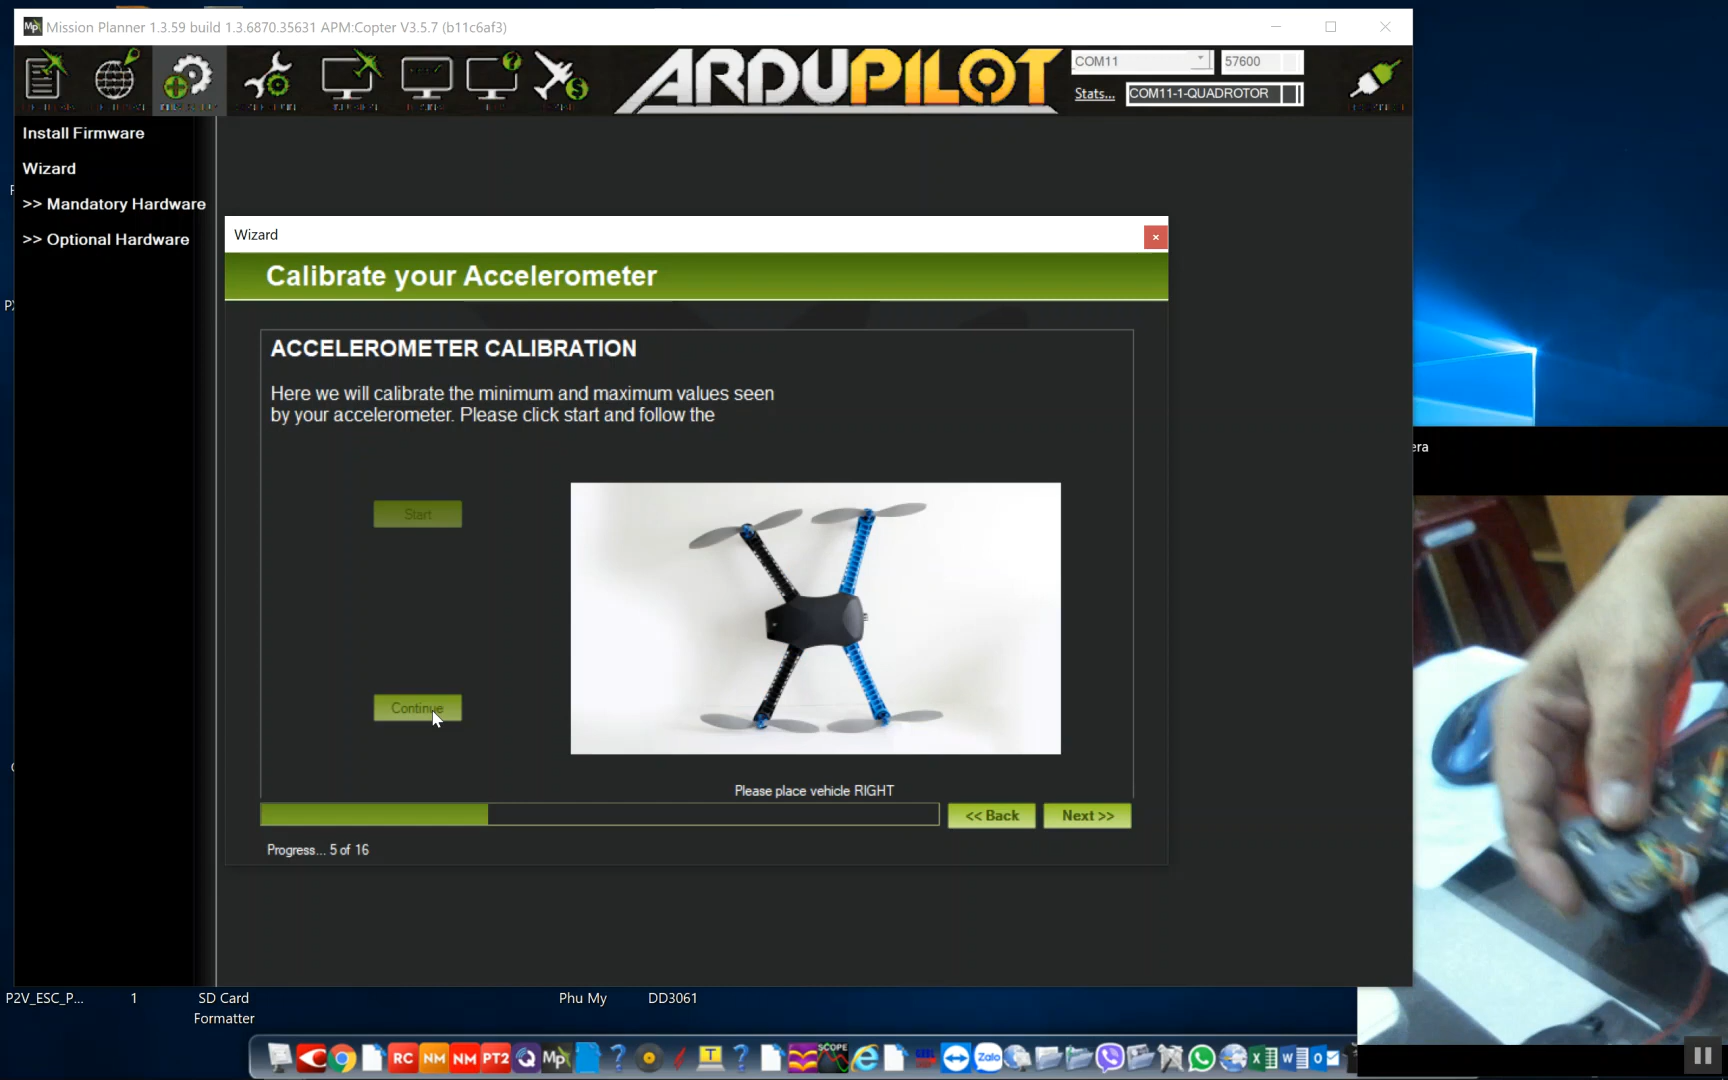 Mission Planner 1.3.59 build 1.3.6870.35631 APM:Copter V3.5.7 (b11c6af3)
ARDUPILOT
COM11
57600
Stats...
COM11-1-QUADROTOR
Install Firmware
Wizard
>> Mandatory Hardware
>> Optional Hardware
Wizard
Calibrate your Accelerometer
ACCELEROMETER CALIBRATION
Here we will calibrate the minimum and maximum values seen
by your accelerometer. Please click start and follow the
Start
Continue
Please place vehicle RIGHT
<< Back
Next >>
Progress... 5 of 16
era
P2V_ESC_P...
1
SD Card
Formatter
Phu My
DD3061
RC
NM
NM
PT2
Mp
T
SCOPE
Zalo